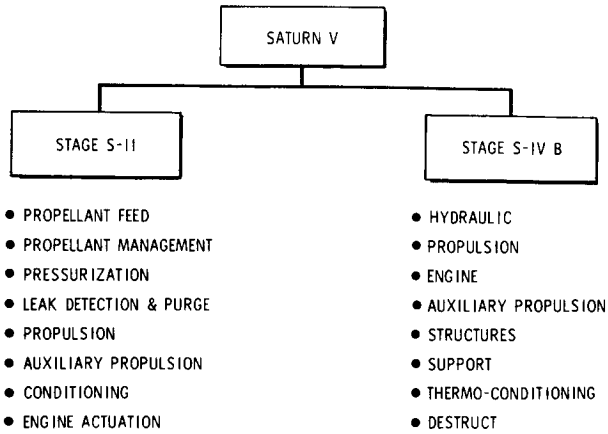 SATURN V
STAGE S-II
STAGE S-IV B
● PROPELLANT FEED
● PROPELLANT MANAGEMENT
● PRESSURIZATION
● LEAK DETECTION & PURGE
● PROPULSION
● AUXILIARY PROPULSION
● CONDITIONING
● ENGINE ACTUATION
● HYDRAULIC
● PROPULSION
● ENGINE
● AUXILIARY PROPULSION
● STRUCTURES
● SUPPORT
● THERMO-CONDITIONING
● DESTRUCT